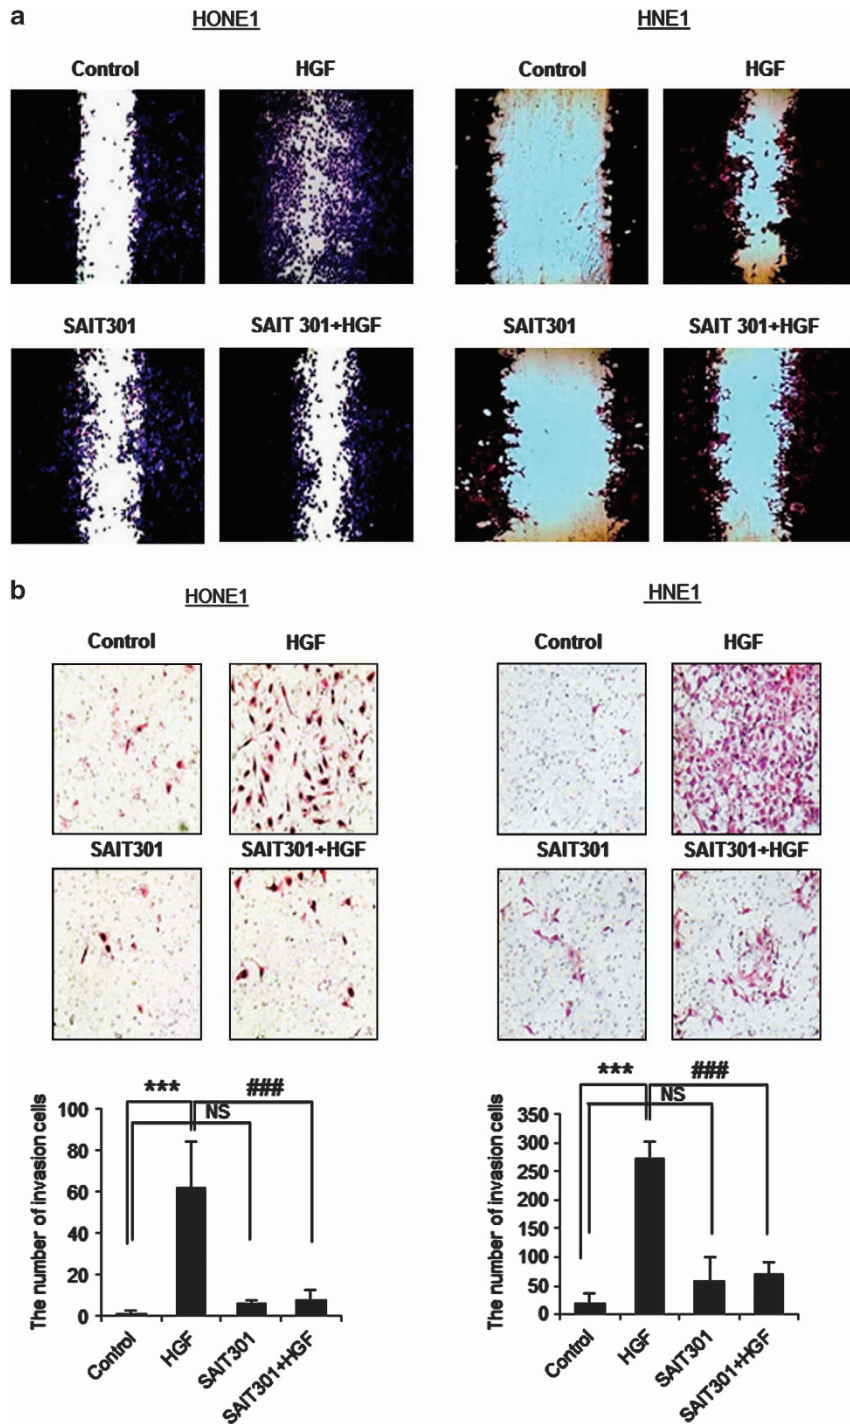 a
HONE1
HNE1
Control
HGF
Control
HGF
SAIT301
SAIT 301+HGF
SAIT301
SAIT 301+HGF
b
HONE1
HNE1
Control
HGF
Control
HGF
SAIT301
SAIT301+HGF
SAIT301
SAIT301+HGF
The number of invasion cells
100
80
60
40
20
0
***
###
NS
Control
HGF
SAIT301
SAIT301+HGF
The number of invasion cells
350
300
250
200
150
100
50
0
***
###
NS
Control
HGF
SAIT301
SAIT301+HGF